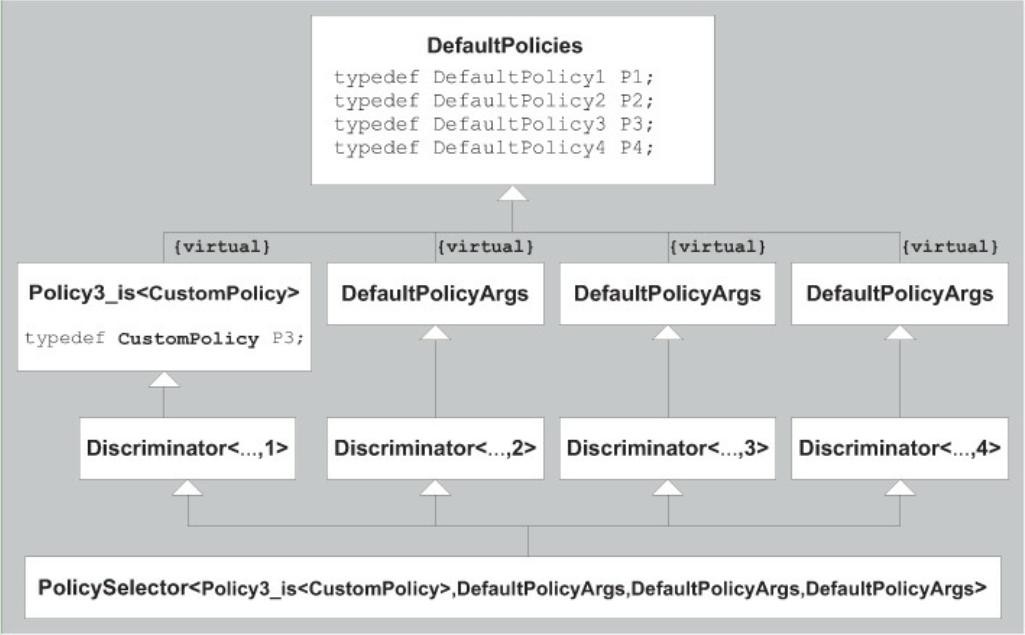 DefaultPolicies
typedef DefaultPolicy1 P1;
typedef DefaultPolicy2 P2;
typedef DefaultPolicy3 P3;
typedef DefaultPolicy4 P4;
{virtual} {virtual} {virtual} {virtual}
Policy3_is<CustomPolicy>
typedef CustomPolicy P3;
DefaultPolicyArgs
DefaultPolicyArgs
DefaultPolicyArgs
Discriminator<...,1>
Discriminator<...,2>
Discriminator<...,3>
Discriminator<...,4>
PolicySelector<Policy3_is<CustomPolicy>,DefaultPolicyArgs,DefaultPolicyArgs,DefaultPolicyArgs>